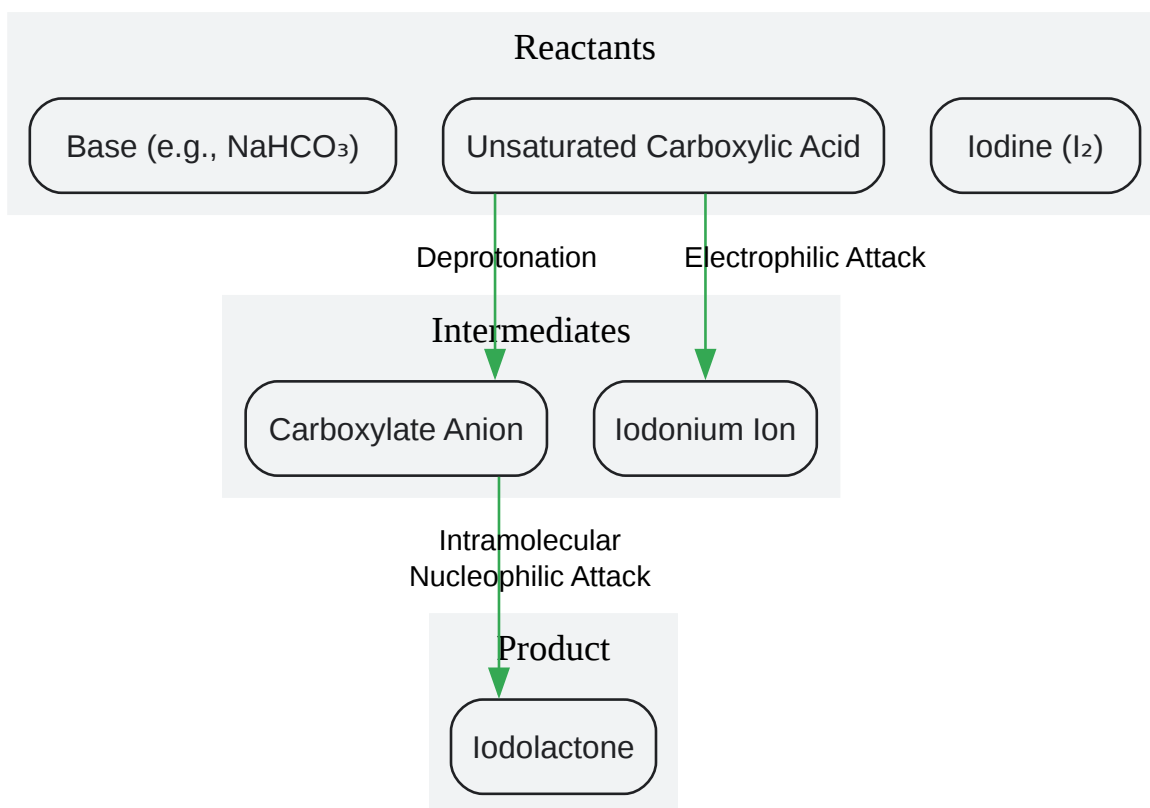 Reactants
Base (e.g., NaHCO₃)
Unsaturated Carboxylic Acid
Iodine (I₂)
Deprotonation
Electrophilic Attack
Intermediates
Carboxylate Anion
Iodonium Ion
Intramolecular
Nucleophilic Attack
Product
Iodolactone